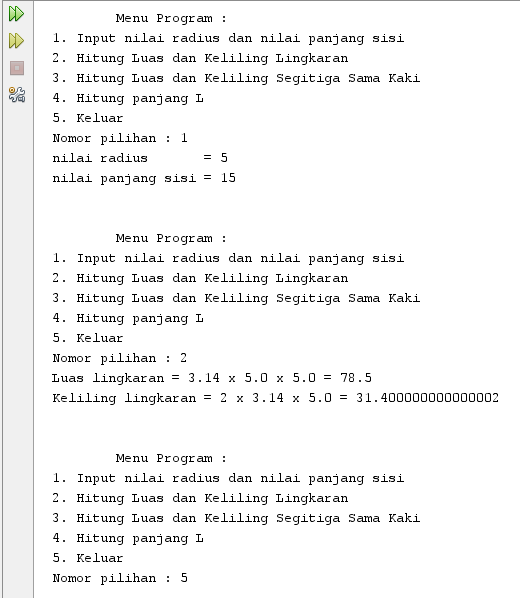 Menu Program :
1. Input nilai radius dan nilai panjang sisi
2. Hitung Luas dan Keliling Lingkaran
3. Hitung Luas dan Keliling Segitiga Sama Kaki
4. Hitung panjang L
5. Keluar
Nomor pilihan : 1
nilai radius       = 5
nilai panjang sisi = 15
Menu Program :
1. Input nilai radius dan nilai panjang sisi
2. Hitung Luas dan Keliling Lingkaran
3. Hitung Luas dan Keliling Segitiga Sama Kaki
4. Hitung panjang L
5. Keluar
Nomor pilihan : 2
Luas lingkaran = 3.14 x 5.0 x 5.0 = 78.5
Keliling lingkaran = 2 x 3.14 x 5.0 = 31.400000000000002
Menu Program :
1. Input nilai radius dan nilai panjang sisi
2. Hitung Luas dan Keliling Lingkaran
3. Hitung Luas dan Keliling Segitiga Sama Kaki
4. Hitung panjang L
5. Keluar
Nomor pilihan : 5